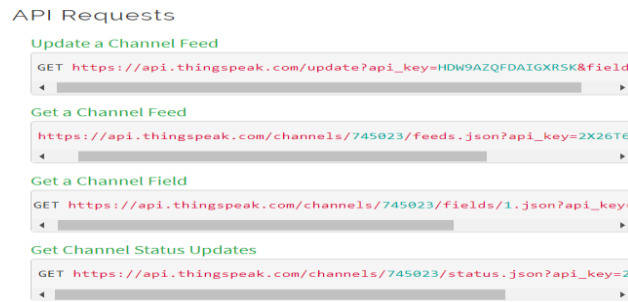 API Requests
Update a Channel Feed
GET https://api.thingspeak.com/update?api_key=HDW9AZQFDAIGXRSK&field
Get a Channel Feed
https://api.thingspeak.com/channels/745023/feeds.json?api_key=2X26T6
Get a Channel Field
GET https://api.thingspeak.com/channels/745023/fields/1.json?api_key=
Get Channel Status Updates
GET https://api.thingspeak.com/channels/745023/status.json?api_key=2